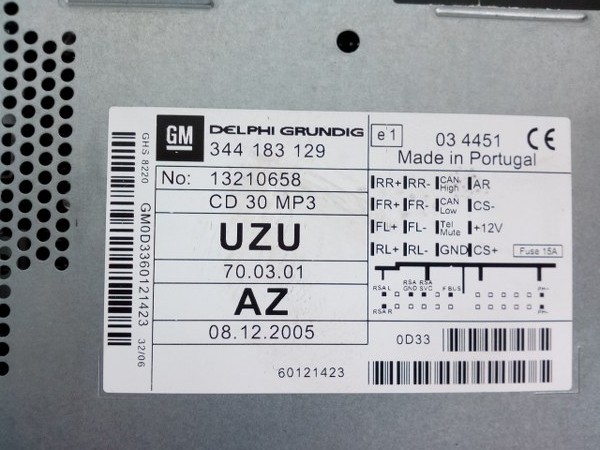 GM DELPHI GRUNDIG
344 183 129
e1 03 4451 CE
Made in Portugal
No: 13210658
CD 30 MP3
UZU
70.03.01
AZ
08.12.2005
60121423
RR+ RR- CAN High AR
FR+ FR- CAN Low CS-
FL+ FL- Tel Mute +12V
RL+ RL- GND CS+ Fuse 15A
RSA L RSA GND RSA SVC F BUS
RSA R
0D33
GHS 8220
GM0D3360121423 32/06